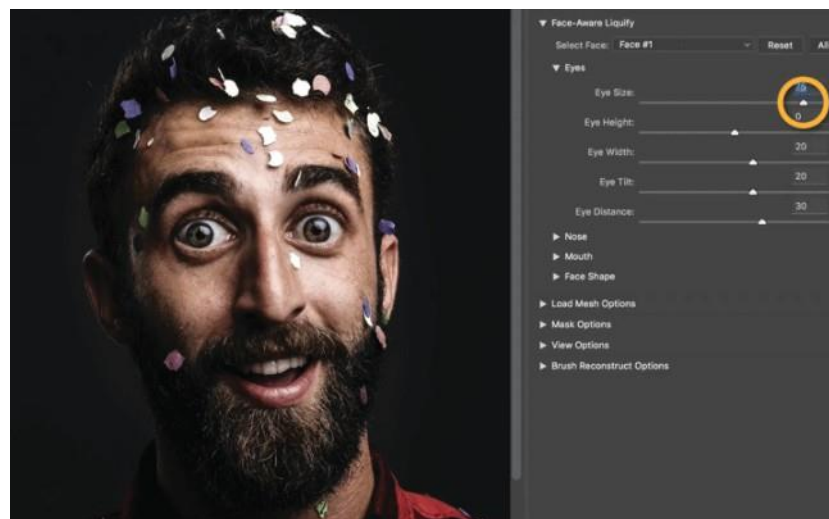 Face-Aware Liquify
Select Face: Face #1 Reset All
Eyes
Eye Size:
Eye Height: 0
Eye Width: 20
Eye Tilt: 20
Eye Distance: 30
Nose
Mouth
Face Shape
Load Mesh Options
Mask Options
View Options
Brush Reconstruct Options